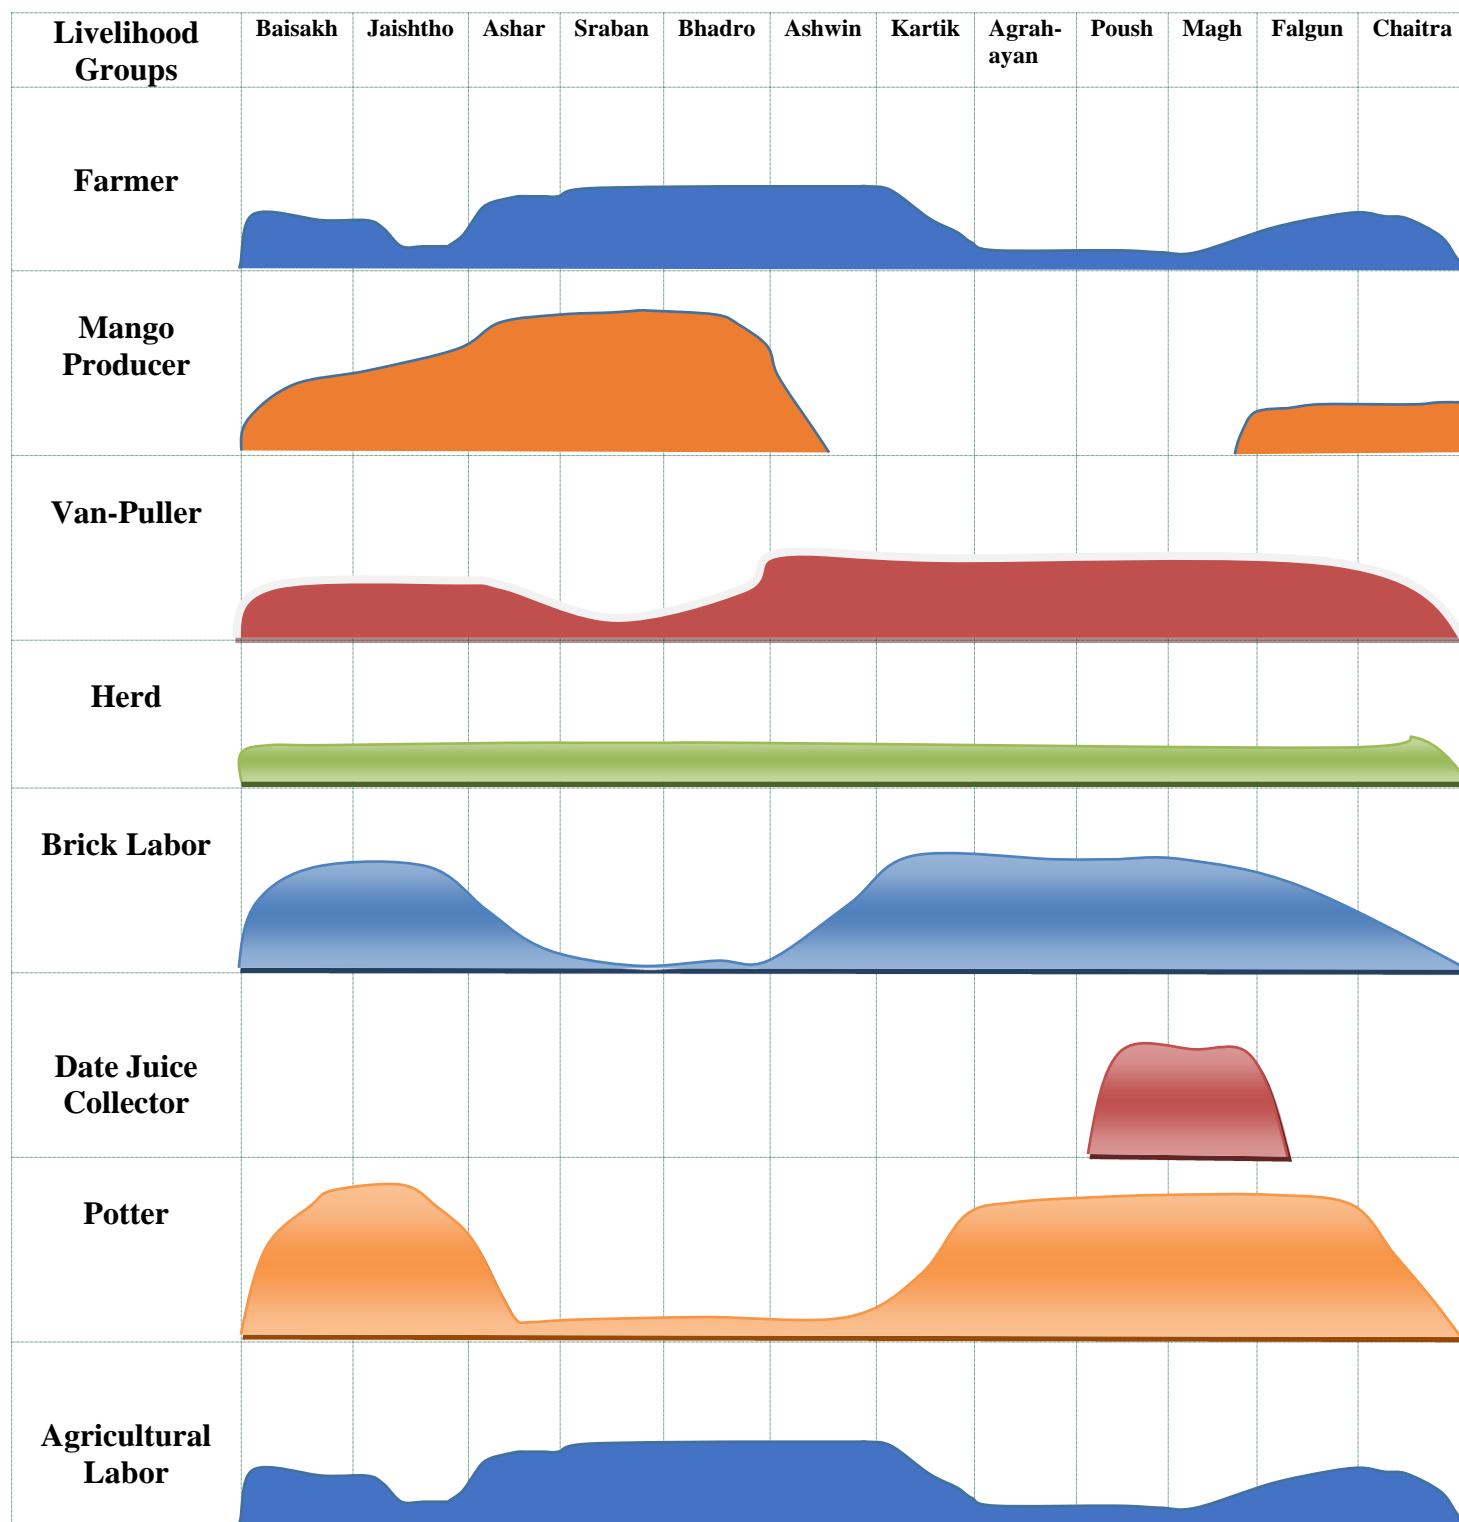 Livelihood
Groups
Baisakh
Jaishtho
Ashar
Sraban
Bhadro
Ashwin
Kartik
Agrah-
ayan
Poush
Magh
Falgun
Chaitra
Farmer
Mango
Producer
Van-Puller
Herd
Brick Labor
Date Juice
Collector
Potter
Agricultural
Labor